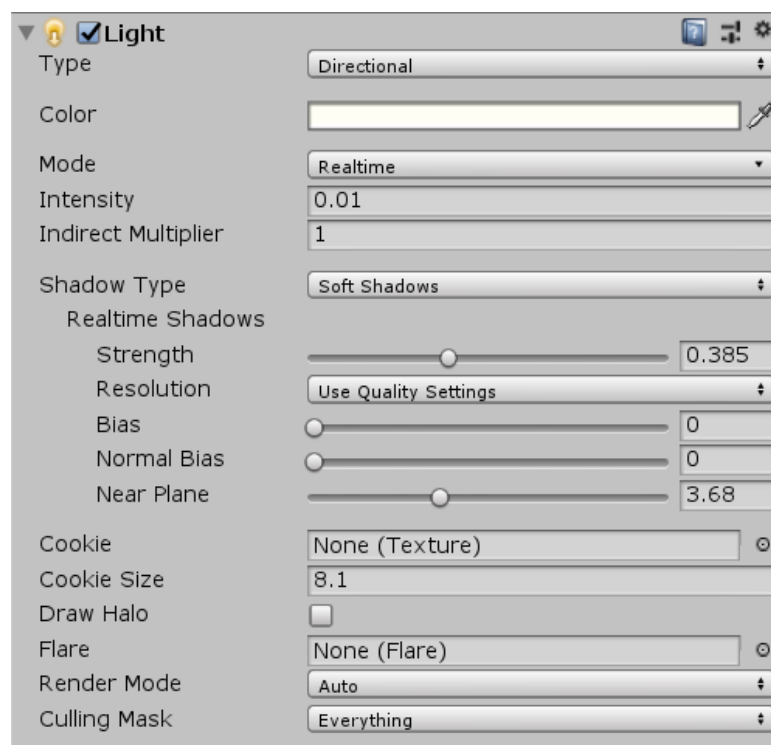 Light
Type Directional
Color
Mode Realtime
Intensity 0.01
Indirect Multiplier 1
Shadow Type Soft Shadows
Realtime Shadows
Strength 0.385
Resolution Use Quality Settings
Bias 0
Normal Bias 0
Near Plane 3.68
Cookie None (Texture)
Cookie Size 8.1
Draw Halo
Flare None (Flare)
Render Mode Auto
Culling Mask Everything